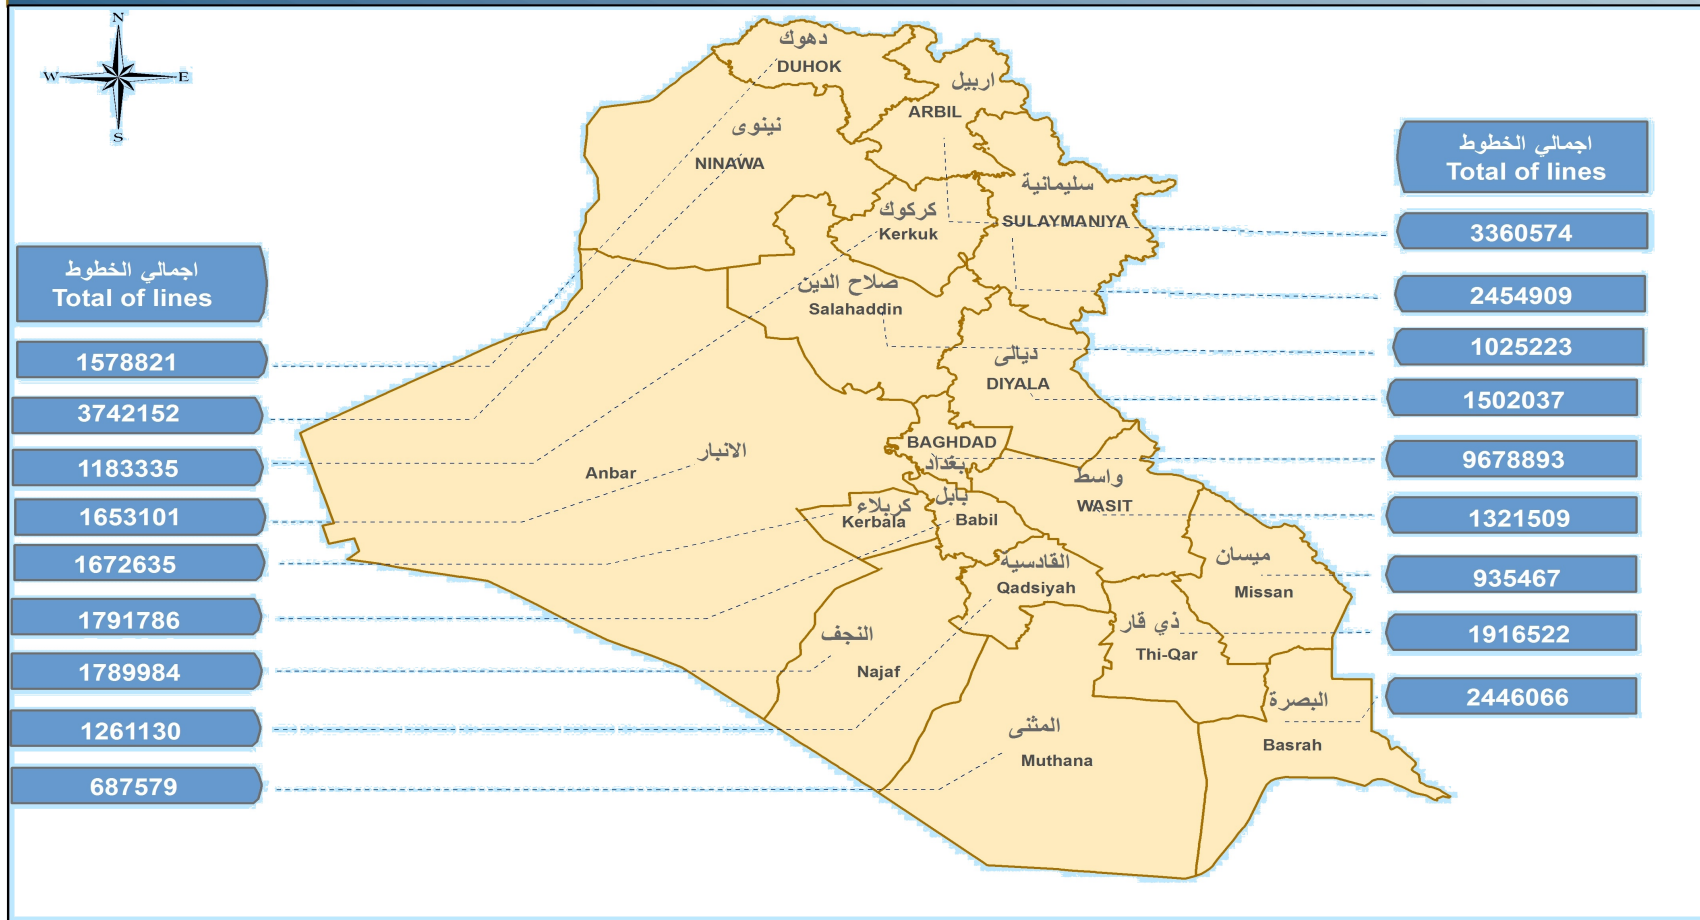 N
W
E
S
دهوك
DUHOK
اربيل
ARBIL
نينوى
NINAWA
سليمانية
SULAYMANIYA
كركوك
Kerkuk
صلاح الدين
Salahaddin
ديالى
DIYALA
BAGHDAD
بغداد
الانبار
Anbar
واسط
WASIT
كربلاء
Kerbala
بابل
Babil
القادسية
Qadsiyah
ميسان
Missan
النجف
Najaf
ذي قار
Thi-Qar
المثنى
Muthana
البصرة
Basrah
اجمالي الخطوط
Total of lines
1578821
3742152
1183335
1653101
1672635
1791786
1789984
1261130
687579
اجمالي الخطوط
Total of lines
3360574
2454909
1025223
1502037
9678893
1321509
935467
1916522
2446066